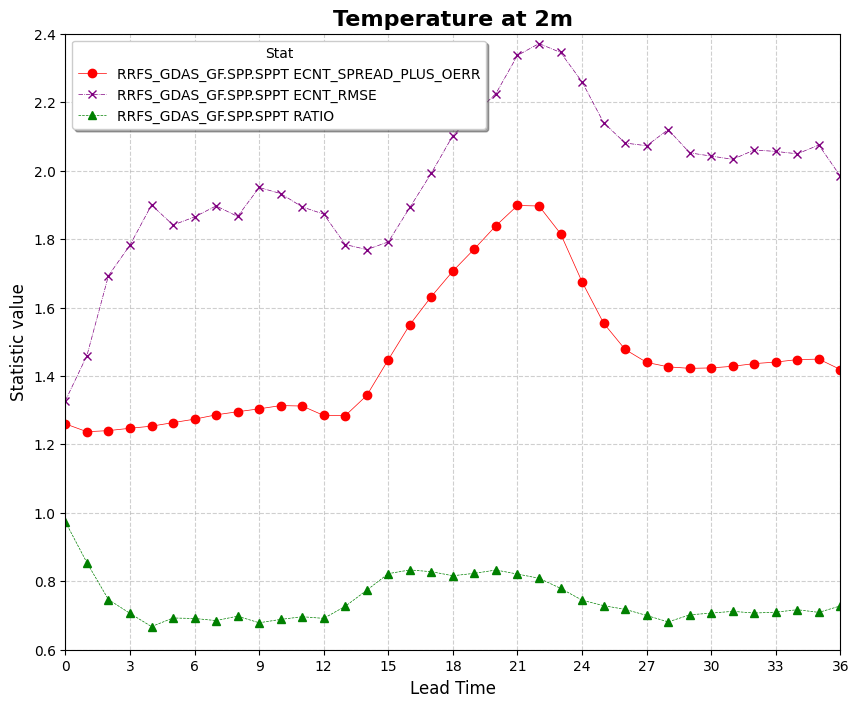 Temperature at 2m
Stat
RRFS_GDAS_GF.SPP.SPPT ECNT_SPREAD_PLUS_OERR
RRFS_GDAS_GF.SPP.SPPT ECNT_RMSE
RRFS_GDAS_GF.SPP.SPPT RATIO
Statistic value
2.4
2.2
2.0
1.8
1.6
1.4
1.2
1.0
0.8
0.6
0 3 6 9 12 15 18 21 24 27 30 33 36
Lead Time